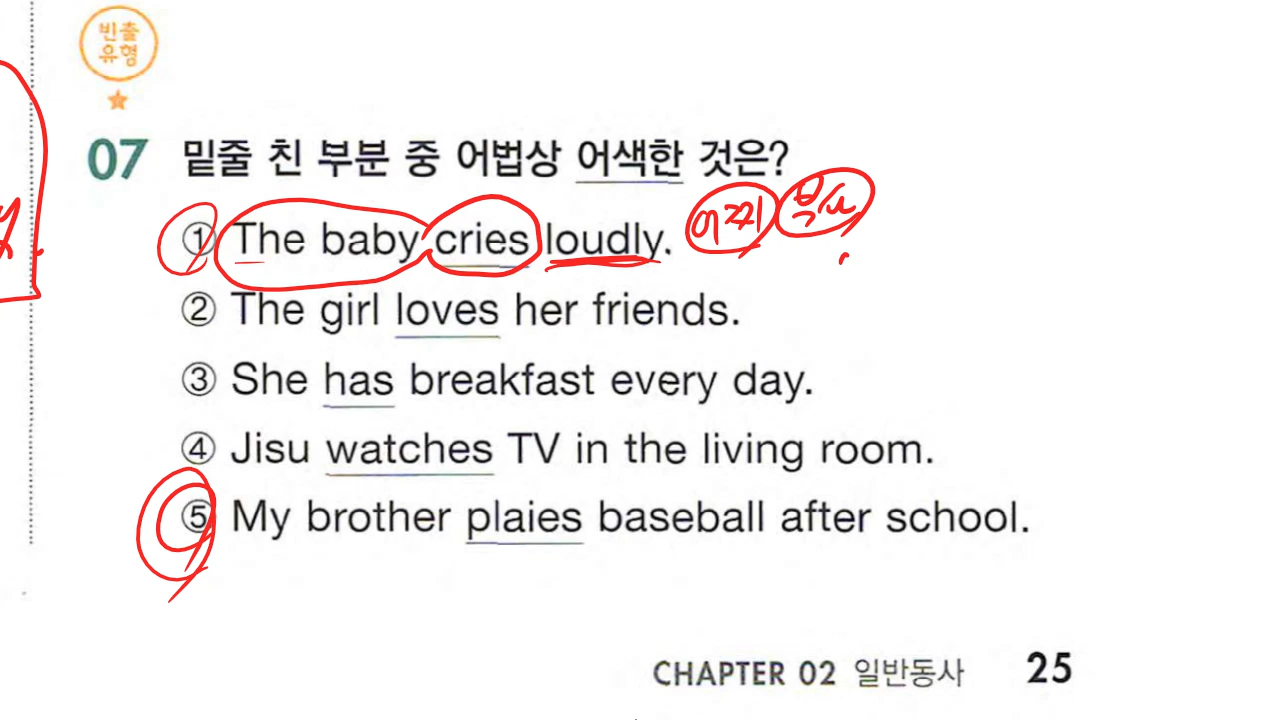 빈출
유형
07 밑줄 친 부분 중 어법상 어색한 것은?
① The baby cries loudly. 어찌 부사
② The girl loves her friends.
③ She has breakfast every day.
④ Jisu watches TV in the living room.
⑤ My brother plaies baseball after school.
CHAPTER 02 일반동사 25